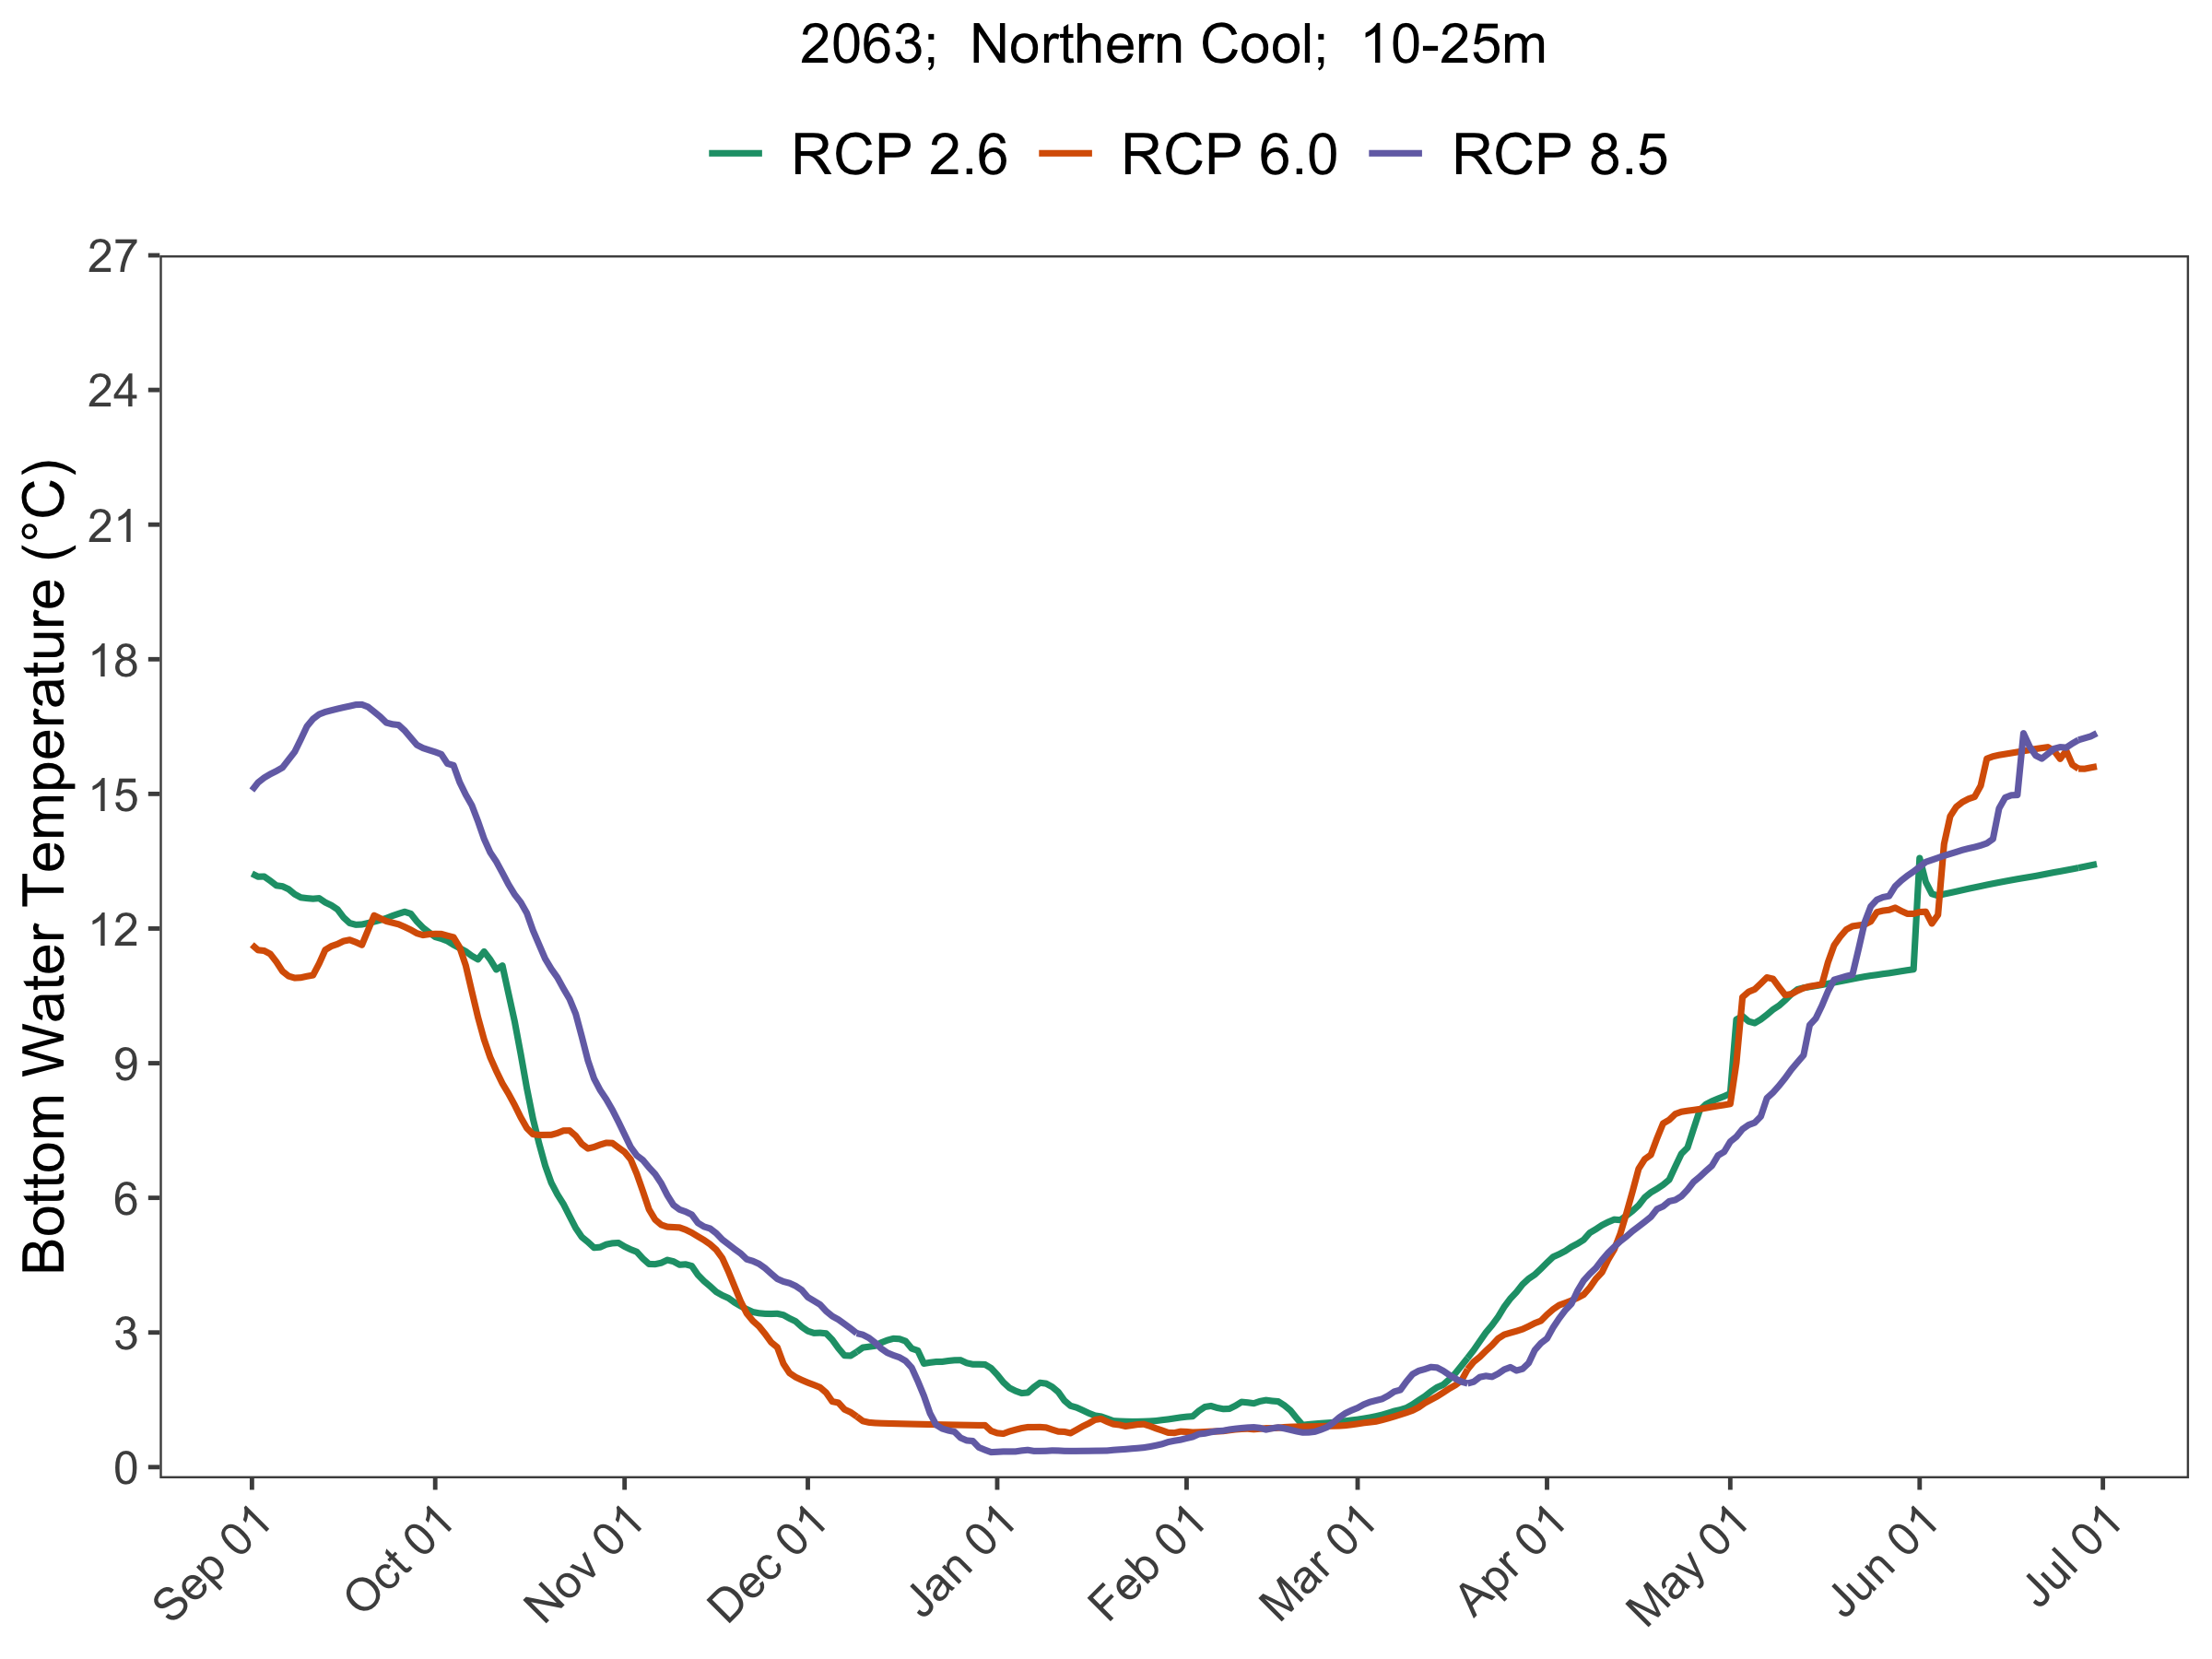 2063;  Northern Cool;  10-25m
RCP 2.6 RCP 6.0 RCP 8.5
Bottom Water Temperature (°C)
27
24
21
18
15
12
9
6
3
0
Sep 01 Oct 01 Nov 01 Dec 01 Jan 01 Feb 01 Mar 01 Apr 01 May 01 Jun 01 Jul 01